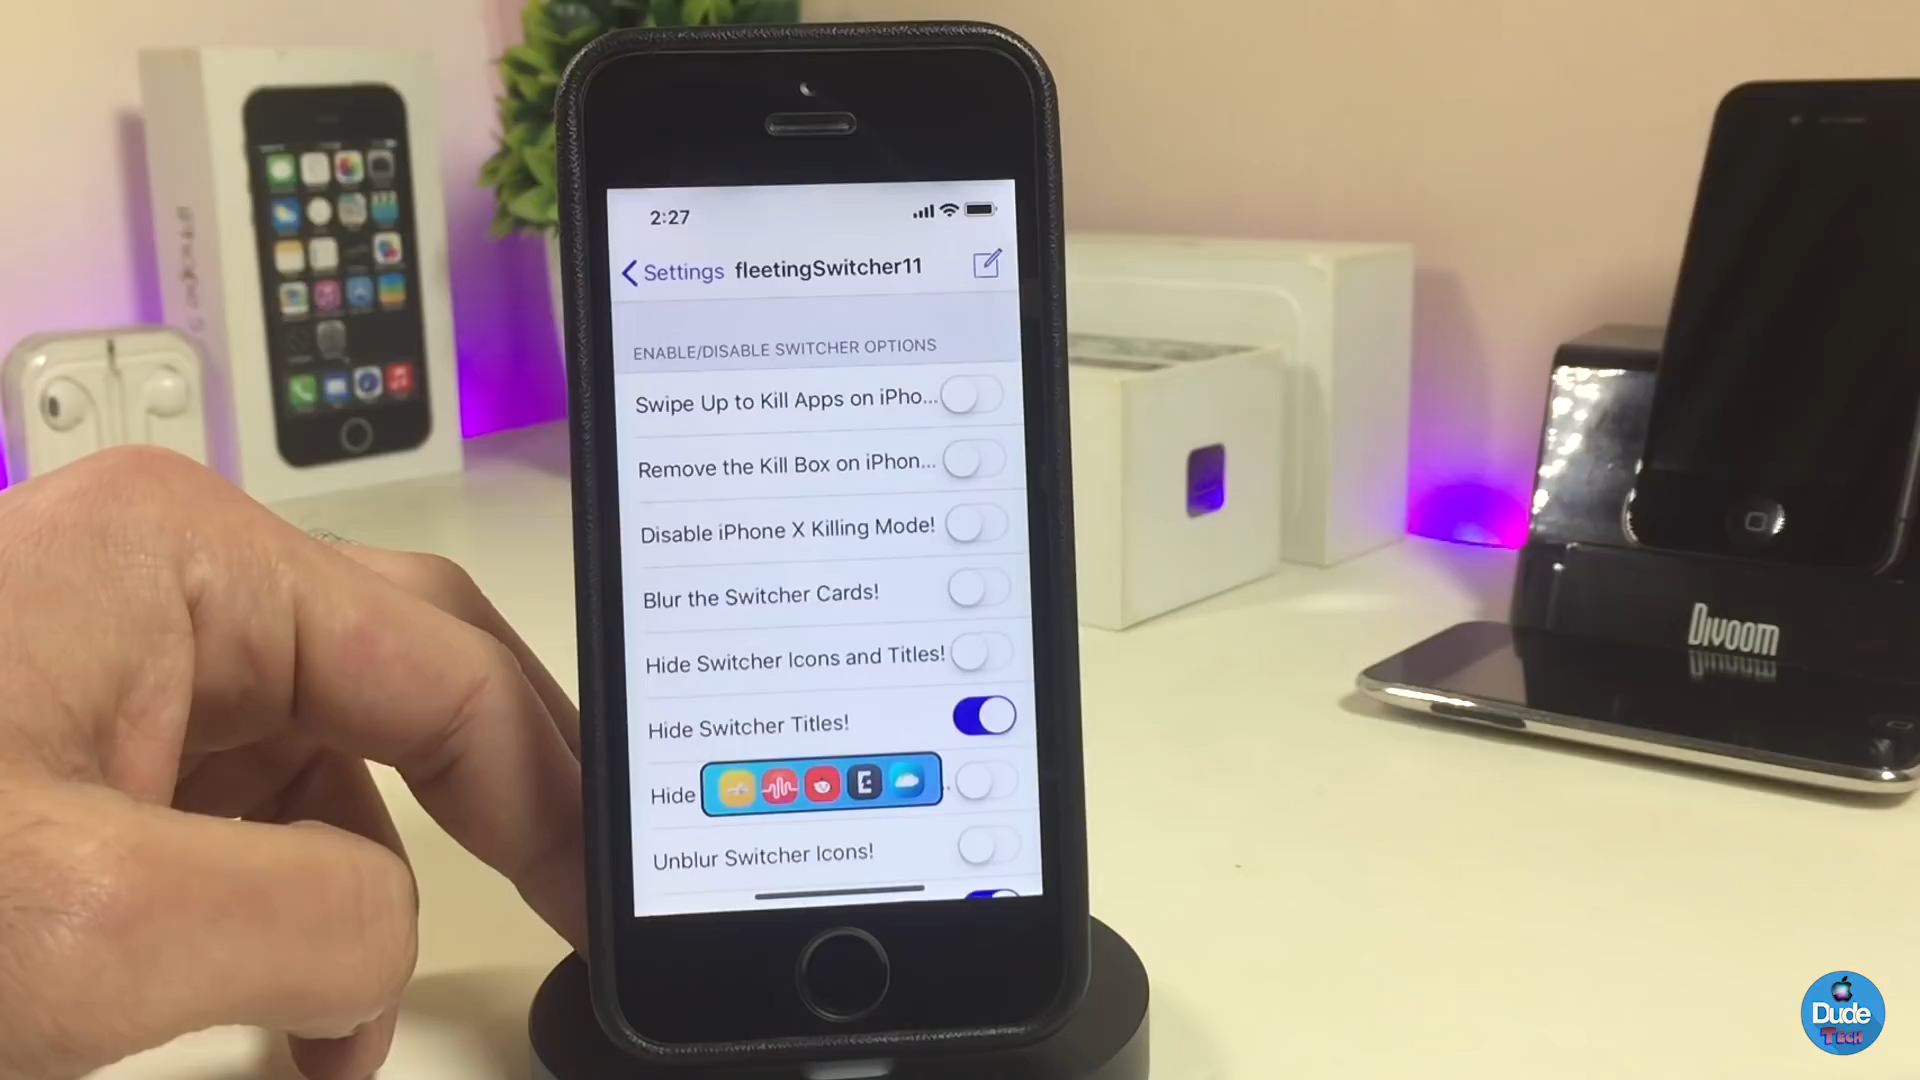 2:27
Settings fleetingSwitcher11
ENABLE/DISABLE SWITCHER OPTIONS
Swipe Up to Kill Apps on iPho...
Remove the Kill Box on iPhon...
Disable iPhone X Killing Mode!
Blur the Switcher Cards!
Hide Switcher Icons and Titles!
Hide Switcher Titles!
Hide
Unblur Switcher Icons!
Divoom
Dude
Tech